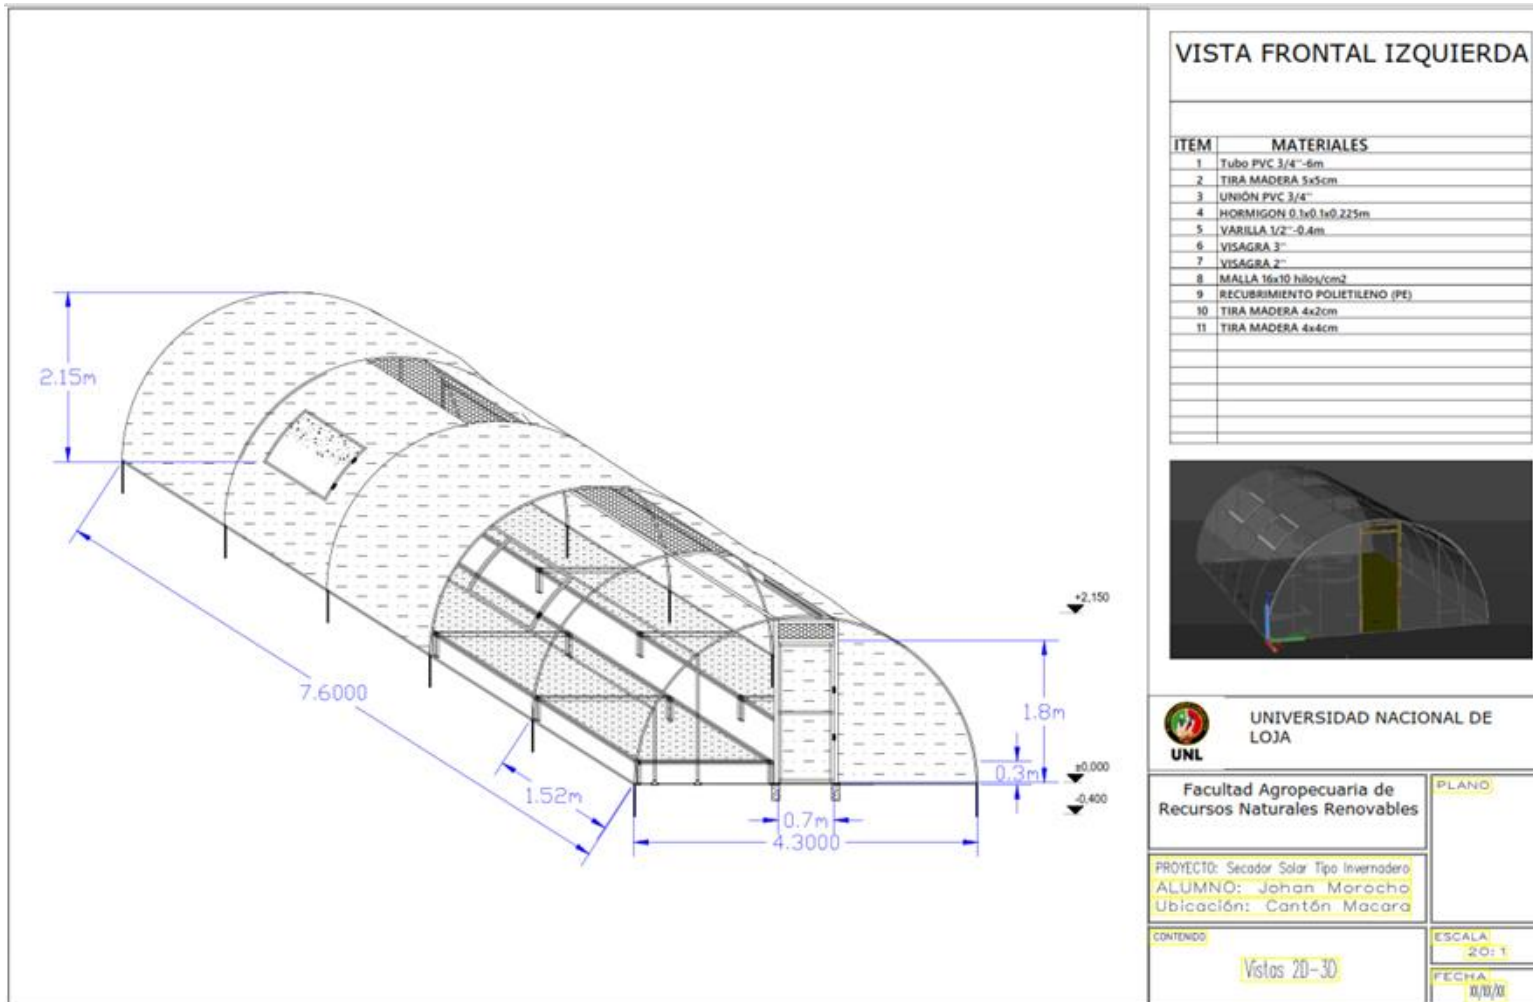 VISTA FRONTAL IZQUIERDA
ITEM MATERIALES
1 Tubo PVC 3/4''-6m
2 TIRA MADERA 5x5cm
3 UNIÓN PVC 3/4''
4 HORMIGON 0.1x0.1x0.225m
5 VARILLA 1/2''-0.4m
6 VISAGRA 3''
7 VISAGRA 2''
8 MALLA 16x10 hilos/cm2
9 RECUBRIMIENTO POLIETILENO (PE)
10 TIRA MADERA 4x2cm
11 TIRA MADERA 4x4cm
2.15m
7.6000
1.52m
0.7m
4.3000
1.8m
0.3m
+2,150
±0,000
-0,400
UNL
UNIVERSIDAD NACIONAL DE
LOJA
Facultad Agropecuaria de
Recursos Naturales Renovables
PLANO
PROYECTO: Secador Solar Tipo Invernadero
ALUMNO: Johan Morocho
Ubicación: Cantón Macara
CONTENIDO
Vistas 2D-3D
ESCALA
20:1
FECHA
XX/XX/XX